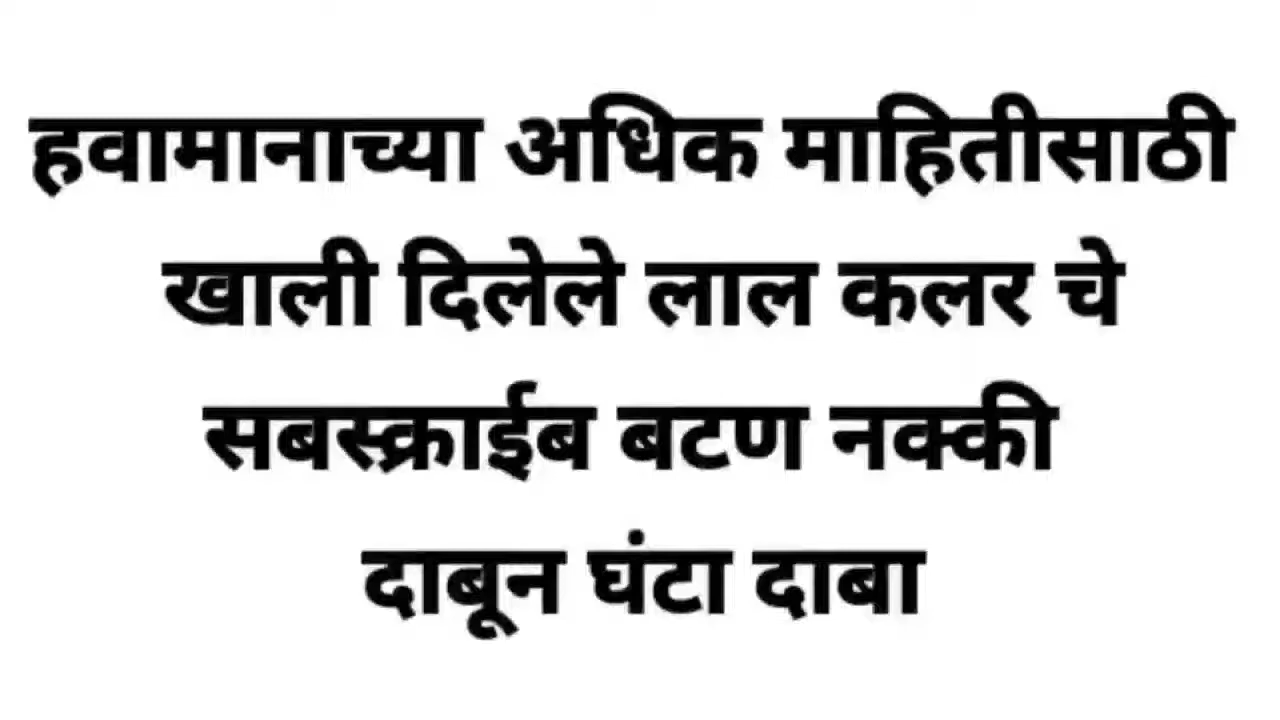 हवामानाच्या अधिक माहितीसाठी
खाली दिलेले लाल कलर चे
सबस्क्राईब बटण नक्की
दाबून घंटा दाबा